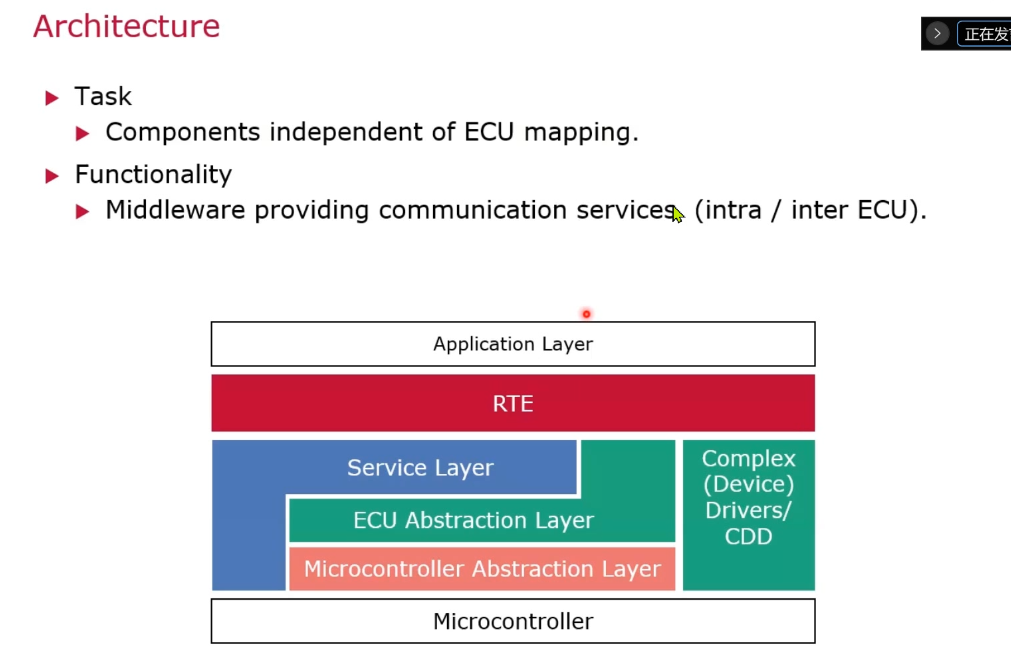 Architecture
正在发
Task
Components independent of ECU mapping.
Functionality
Middleware providing communication services (intra / inter ECU).
Application Layer
RTE
Service Layer
Complex
(Device)
Drivers/
CDD
ECU Abstraction Layer
Microcontroller Abstraction Layer
Microcontroller